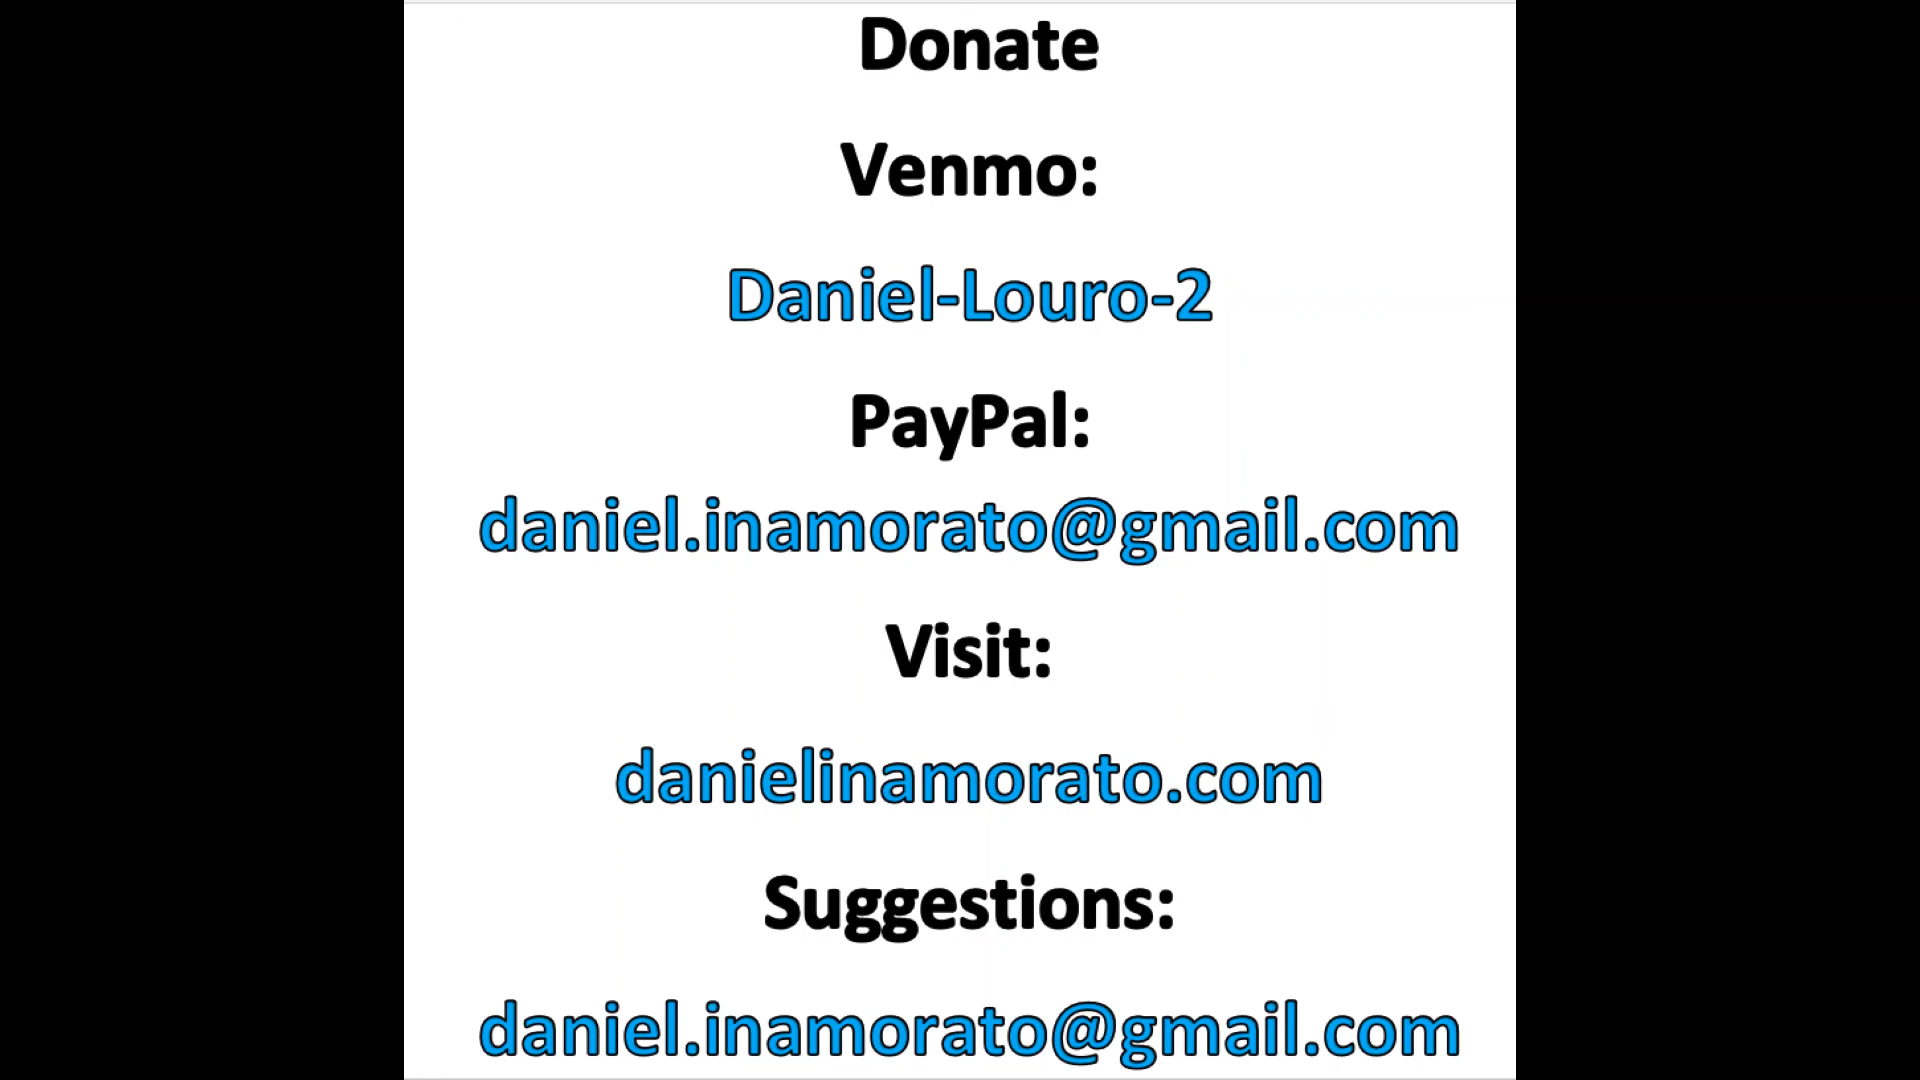 Donate
Venmo:
Daniel-Louro-2
PayPal:
daniel.inamorato@gmail.com
Visit:
danielinamorato.com
Suggestions:
daniel.inamorato@gmail.com